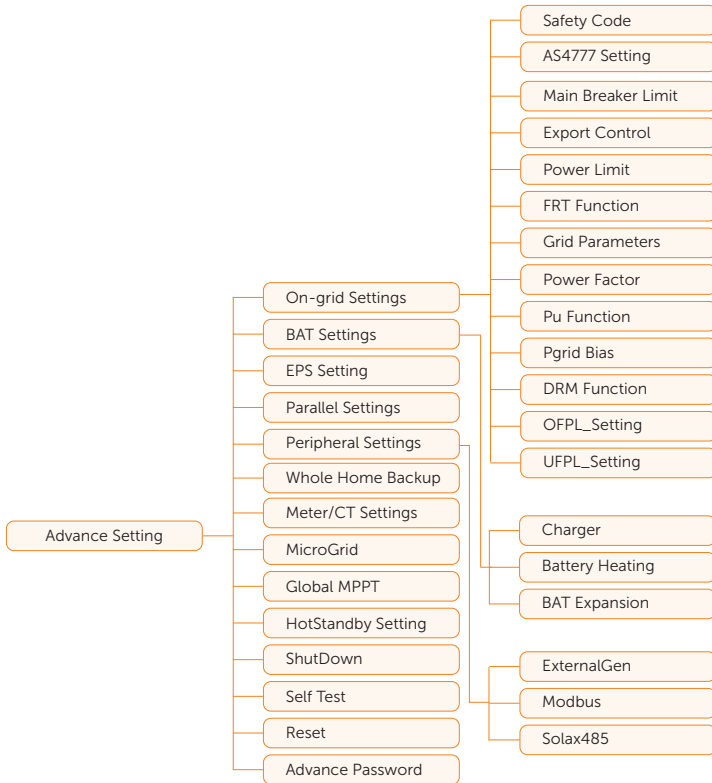 Advance Setting
On-grid Settings
BAT Settings
EPS Setting
Parallel Settings
Peripheral Settings
Whole Home Backup
Meter/CT Settings
MicroGrid
Global MPPT
HotStandby Setting
ShutDown
Self Test
Reset
Advance Password
Safety Code
AS4777 Setting
Main Breaker Limit
Export Control
Power Limit
FRT Function
Grid Parameters
Power Factor
Pu Function
Pgrid Bias
DRM Function
OFPL_Setting
UFPL_Setting
Charger
Battery Heating
BAT Expansion
ExternalGen
Modbus
Solax485